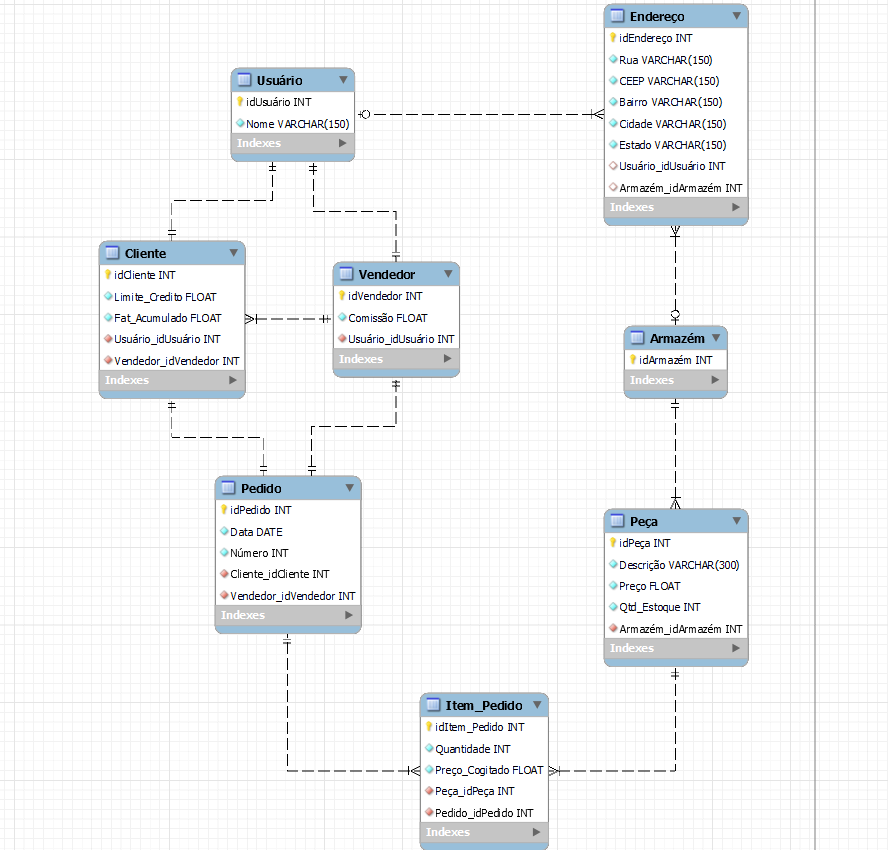 Endereço
idEndereço INT
Rua VARCHAR(150)
CEEP VARCHAR(150)
Bairro VARCHAR(150)
Cidade VARCHAR(150)
Estado VARCHAR(150)
Usuário_idUsuário INT
Armazém_idArmazém INT
Indexes
Usuário
idUsuário INT
Nome VARCHAR(150)
Indexes
Cliente
idCliente INT
Limite_Credito FLOAT
Fat_Acumulado FLOAT
Usuário_idUsuário INT
Vendedor_idVendedor INT
Indexes
Vendedor
idVendedor INT
Comissão FLOAT
Usuário_idUsuário INT
Indexes
Armazém
idArmazém INT
Indexes
Pedido
idPedido INT
Data DATE
Número INT
Cliente_idCliente INT
Vendedor_idVendedor INT
Indexes
Peça
idPeça INT
Descrição VARCHAR(300)
Preço FLOAT
Qtd_Estoque INT
Armazém_idArmazém INT
Indexes
Item_Pedido
idItem_Pedido INT
Quantidade INT
Preço_Cogitado FLOAT
Peça_idPeça INT
Pedido_idPedido INT
Indexes